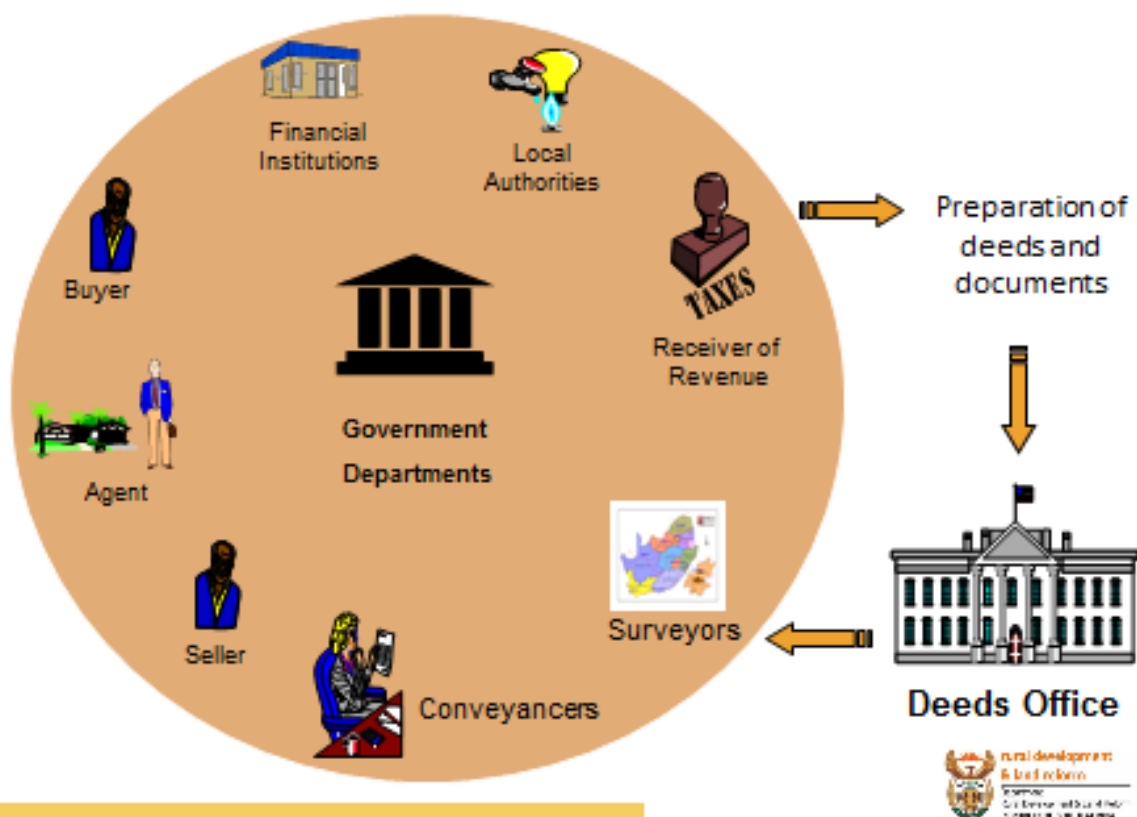 Financial
Institutions
Local
Authorities
Buyer
TAXES
Receiver of
Revenue
Preparation of
deeds and
documents
Government
Departments
Agent
Surveyors
Seller
Conveyancers
Deeds Office
rural development
& land reform